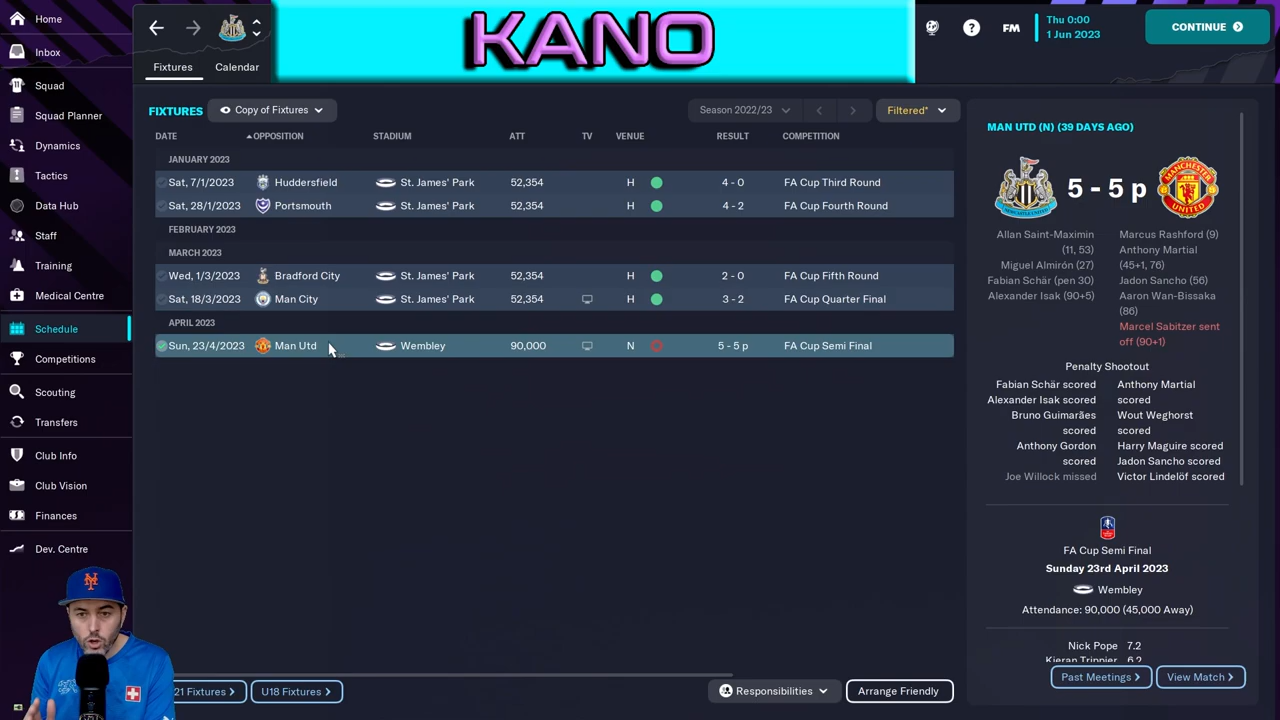 Home
Inbox
Squad
Squad Planner
Dynamics
Tactics
Data Hub
Staff
Training
Medical Centre
Schedule
Competitions
Scouting
Transfers
Club Info
Club Vision
Finances
Dev. Centre
KANO
Thu 0:00
1 Jun 2023
FM
CONTINUE
Fixtures Calendar
FIXTURES Copy of Fixtures Season 2022/23 Filtered*
DATE OPPOSITION STADIUM ATT TV VENUE RESULT COMPETITION
JANUARY 2023
Sat, 7/1/2023 Huddersfield St. James' Park 52,354 H 4 - 0 FA Cup Third Round
Sat, 28/1/2023 Portsmouth St. James' Park 52,354 H 4 - 2 FA Cup Fourth Round
FEBRUARY 2023
MARCH 2023
Wed, 1/3/2023 Bradford City St. James' Park 52,354 H 2 - 0 FA Cup Fifth Round
Sat, 18/3/2023 Man City St. James' Park 52,354 H 3 - 2 FA Cup Quarter Final
APRIL 2023
Sun, 23/4/2023 Man Utd Wembley 90,000 N 5 - 5 p FA Cup Semi Final
21 Fixtures U18 Fixtures Responsibilities Arrange Friendly
MAN UTD (N) (39 DAYS AGO)
5 - 5 p
Allan Saint-Maximin
(11, 53)
Miguel Almirón (27)
Fabian Schär (pen 30)
Alexander Isak (90+5)
Marcus Rashford (9)
Anthony Martial
(45+1, 76)
Jadon Sancho (56)
Aaron Wan-Bissaka
(86)
Marcel Sabitzer sent
off (90+1)
Penalty Shootout
Fabian Schär scored
Alexander Isak scored
Bruno Guimarães
scored
Anthony Gordon
scored
Joe Willock missed
Anthony Martial
scored
Wout Weghorst
scored
Harry Maguire scored
Jadon Sancho scored
Victor Lindelöf scored
FA Cup Semi Final
Sunday 23rd April 2023
Wembley
Attendance: 90,000 (45,000 Away)
Nick Pope 7.2
Kieran Trippier 6.2
Past Meetings View Match